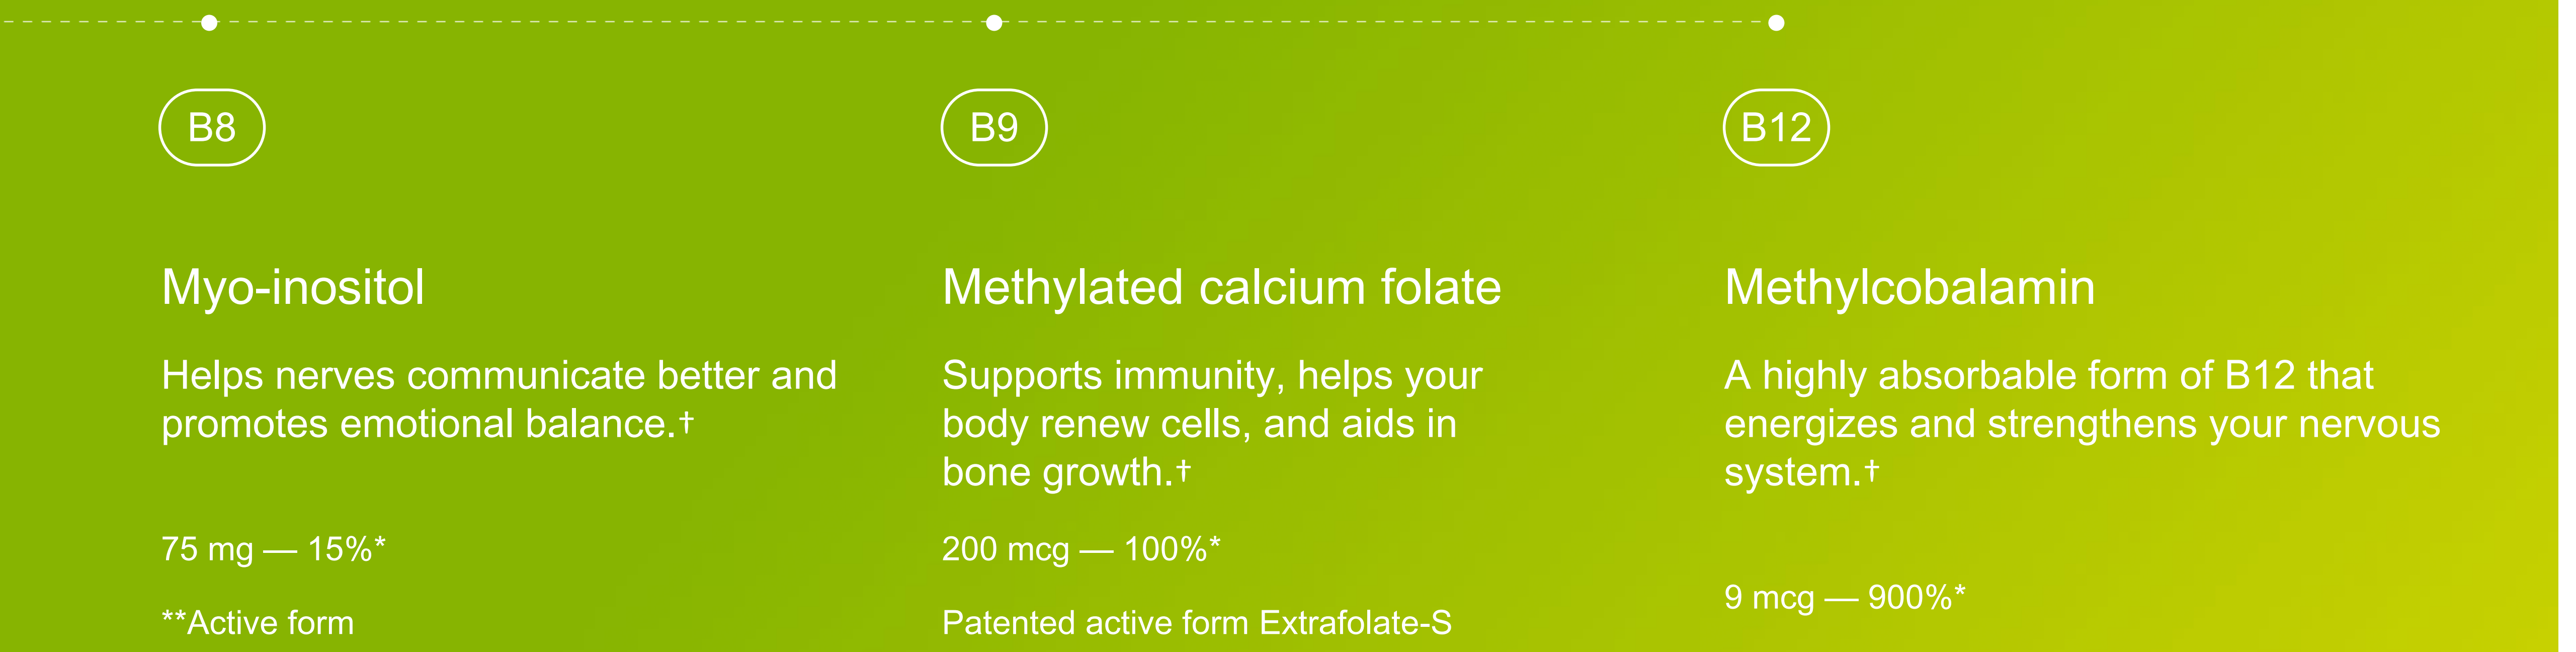 B8
Myo-inositol
Helps nerves communicate better and
promotes emotional balance.†
75 mg — 15%*
**Active form
B9
Methylated calcium folate
Supports immunity, helps your
body renew cells, and aids in
bone growth.†
200 mcg — 100%*
Patented active form Extrafolate-S
B12
Methylcobalamin
A highly absorbable form of B12 that
energizes and strengthens your nervous
system.†
9 mcg — 900%*